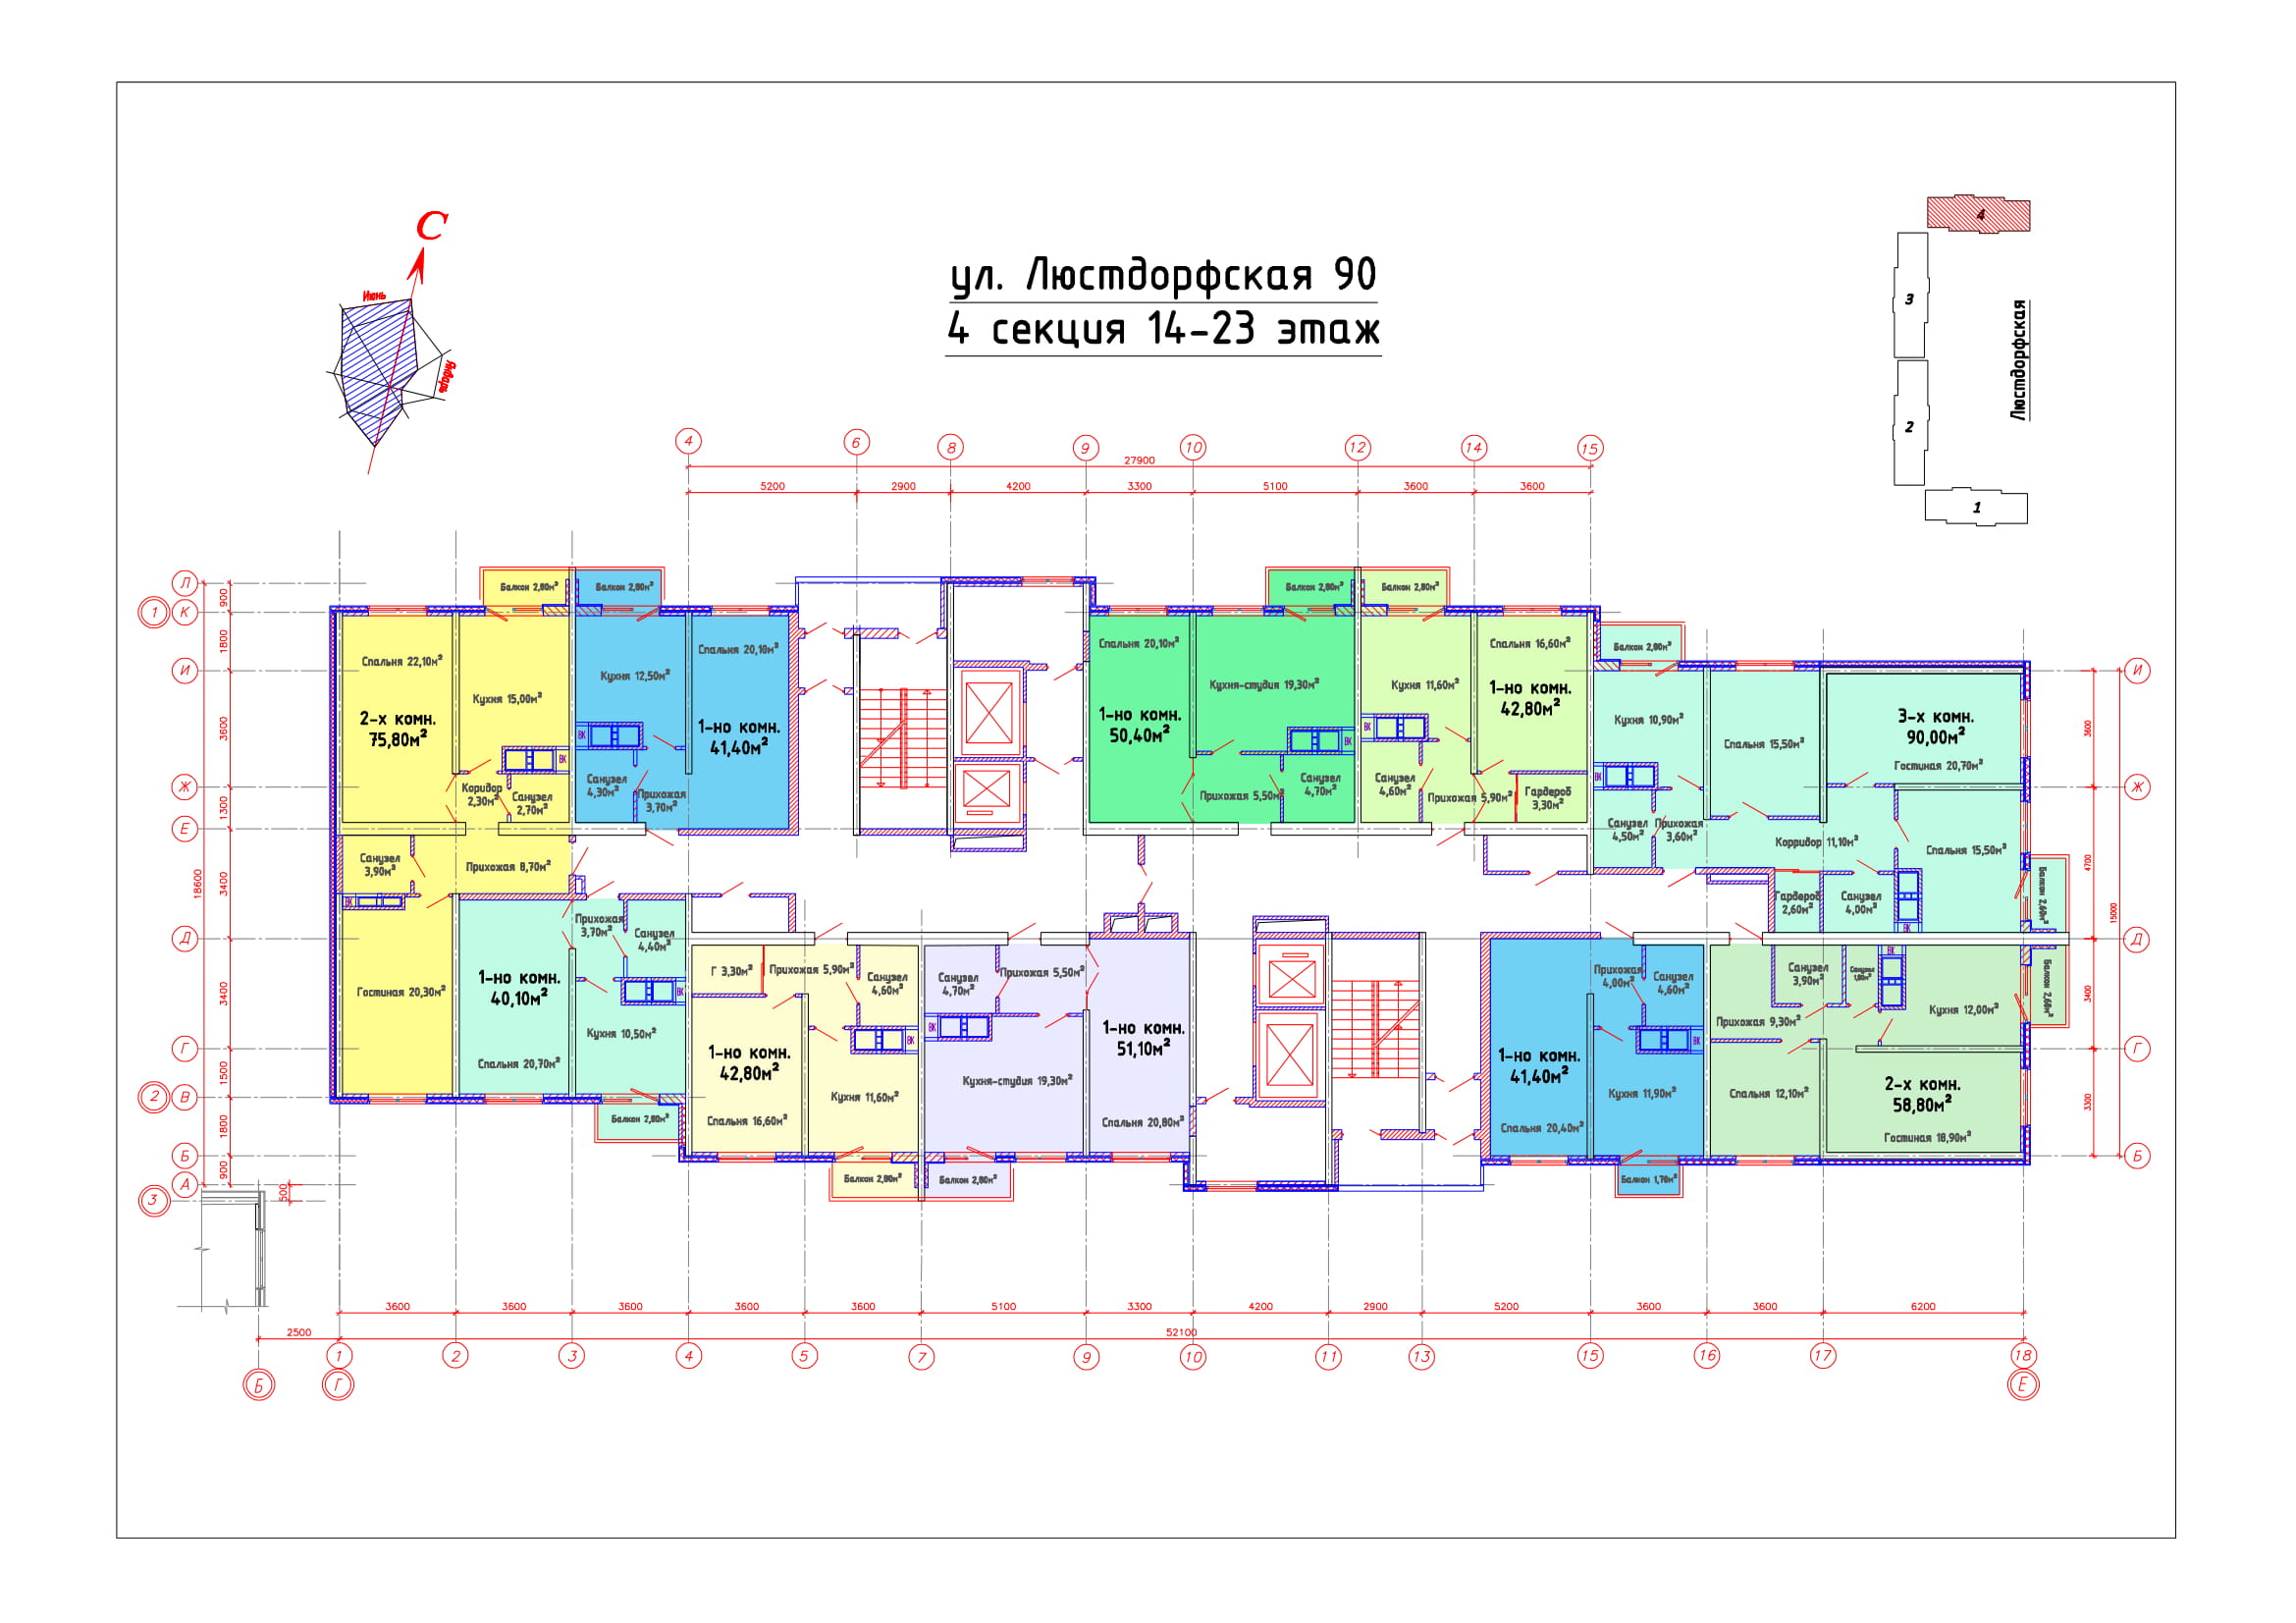 С
Июнь
Январь
ул. Люстдорфская 90
4 секция 14-23 этаж
4
3
2
1
Люстдорфская
4
6
8
9
10
12
14
15
27900
5200
2900
4200
3300
5100
3600
3600
Л
1
К
И
Ж
Е
Д
Г
2
В
Б
А
3
900
1800
3600
1300
3400
3400
1500
1800
900
18600
500
Балкон 2,80м²
Спальня 22,10м²
Кухня 15,00м²
2-х комн.
75,80м²
ВК
Коридор
2,30м²
Санузел
2,70м²
Санузел
3,90м²
Прихожая 8,70м²
ВК
Гостиная 20,30м²
Балкон 2,80м²
Кухня 12,50м²
Спальня 20,10м²
1-но комн.
41,40м²
ВК
Санузел
4,30м²
Прихожая
3,70м²
Прихожая
3,70м²
Санузел
4,40м²
1-но комн.
40,10м²
ВК
Кухня 10,50м²
Спальня 20,70м²
Балкон 2,80м²
Г 3,30м²
Прихожая 5,90м²
Санузел
4,60м²
1-но комн.
42,80м²
ВК
Кухня 11,60м²
Спальня 16,60м²
Балкон 2,80м²
Санузел
4,70м²
Прихожая 5,50м²
ВК
1-но комн.
51,10м²
Кухня-студия 19,30м²
Спальня 20,80м²
Балкон 2,80м²
Балкон 2,80м²
Спальня 20,10м²
Кухня-студия 19,30м²
1-но комн.
50,40м²
ВК
Прихожая 5,50м²
Санузел
4,70м²
Балкон 2,80м²
Спальня 16,60м²
Кухня 11,60м²
1-но комн.
42,80м²
ВК
Санузел
4,60м²
Прихожая 5,90м²
Гардероб
3,30м²
Балкон 2,80м²
Кухня 10,90м²
Спальня 15,50м²
3-х комн.
90,00м²
Гостиная 20,70м²
ВК
Санузел
4,50м²
Прихожая
3,60м²
Корридор 11,10м²
Спальня 15,50м²
Гардероб
2,60м²
Санузел
4,00м²
ВК
Балкон 2,60м²
Прихожая
4,00м²
Санузел
4,60м²
1-но комн.
41,40м²
ВК
Кухня 11,90м²
Спальня 20,40м²
Балкон 1,70м²
Санузел
3,90м²
Санузел
1,80м²
ВК
Кухня 12,00м²
Прихожая 9,30м²
Балкон 2,60м²
2-х комн.
58,80м²
Спальня 12,10м²
Гостиная 18,90м²
И
Ж
Д
Г
Б
3600
4700
3400
3300
15000
3600
3600
3600
3600
3600
5100
3300
4200
2900
5200
3600
3600
6200
2500
52100
1
2
3
4
5
7
9
10
11
13
15
16
17
18
Б
Г
Е